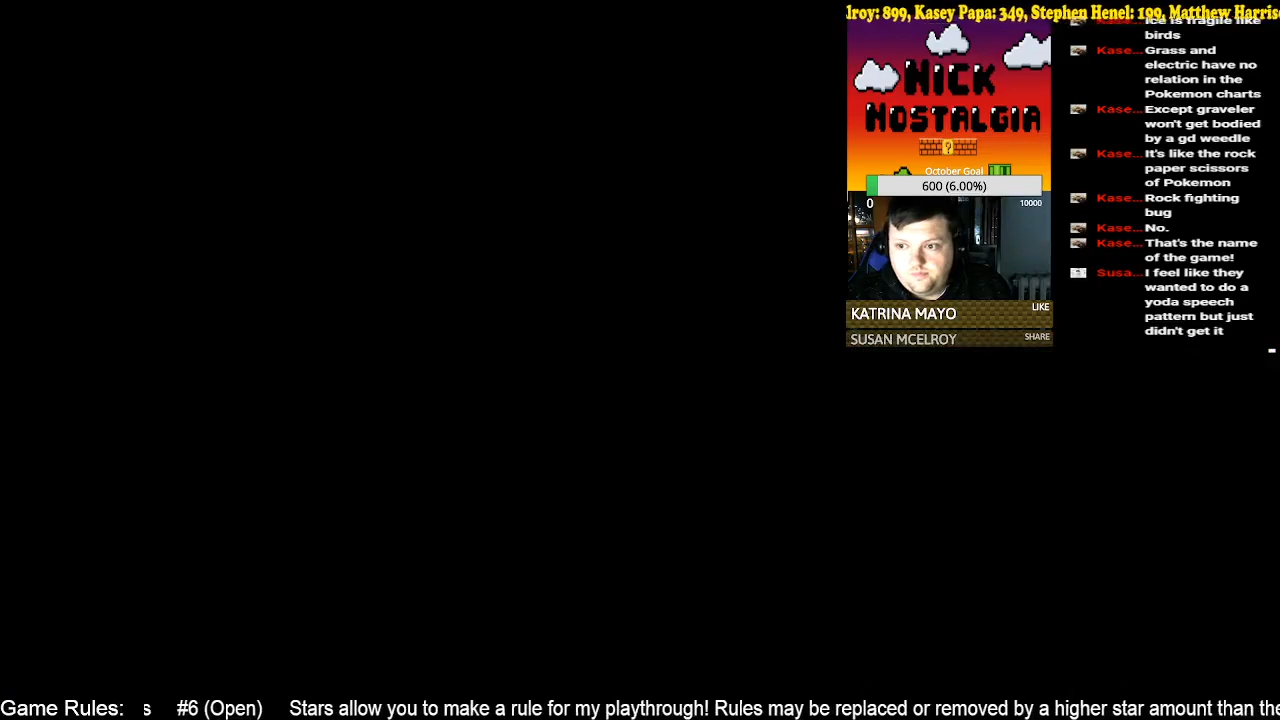 lroy: 899, Kasey Papa: 349, Stephen Henel: 199, Matthew Harris
NICK
NOSTALGIA
?
October Goal
600 (6.00%)
0 10000
KATRINA MAYO LIKE
SUSAN MCELROY SHARE
Kase... Ice is fragile like
birds
Kase... Grass and
electric have no
relation in the
Pokemon charts
Kase... Except graveler
won't get bodied
by a gd weedle
Kase... It's like the rock
paper scissors
of Pokemon
Kase... Rock fighting
bug
Kase... No.
Kase... That's the name
of the game!
Susa... I feel like they
wanted to do a
yoda speech
pattern but just
didn't get it
Game Rules: s #6 (Open) Stars allow you to make a rule for my playthrough! Rules may be replaced or removed by a higher star amount than the